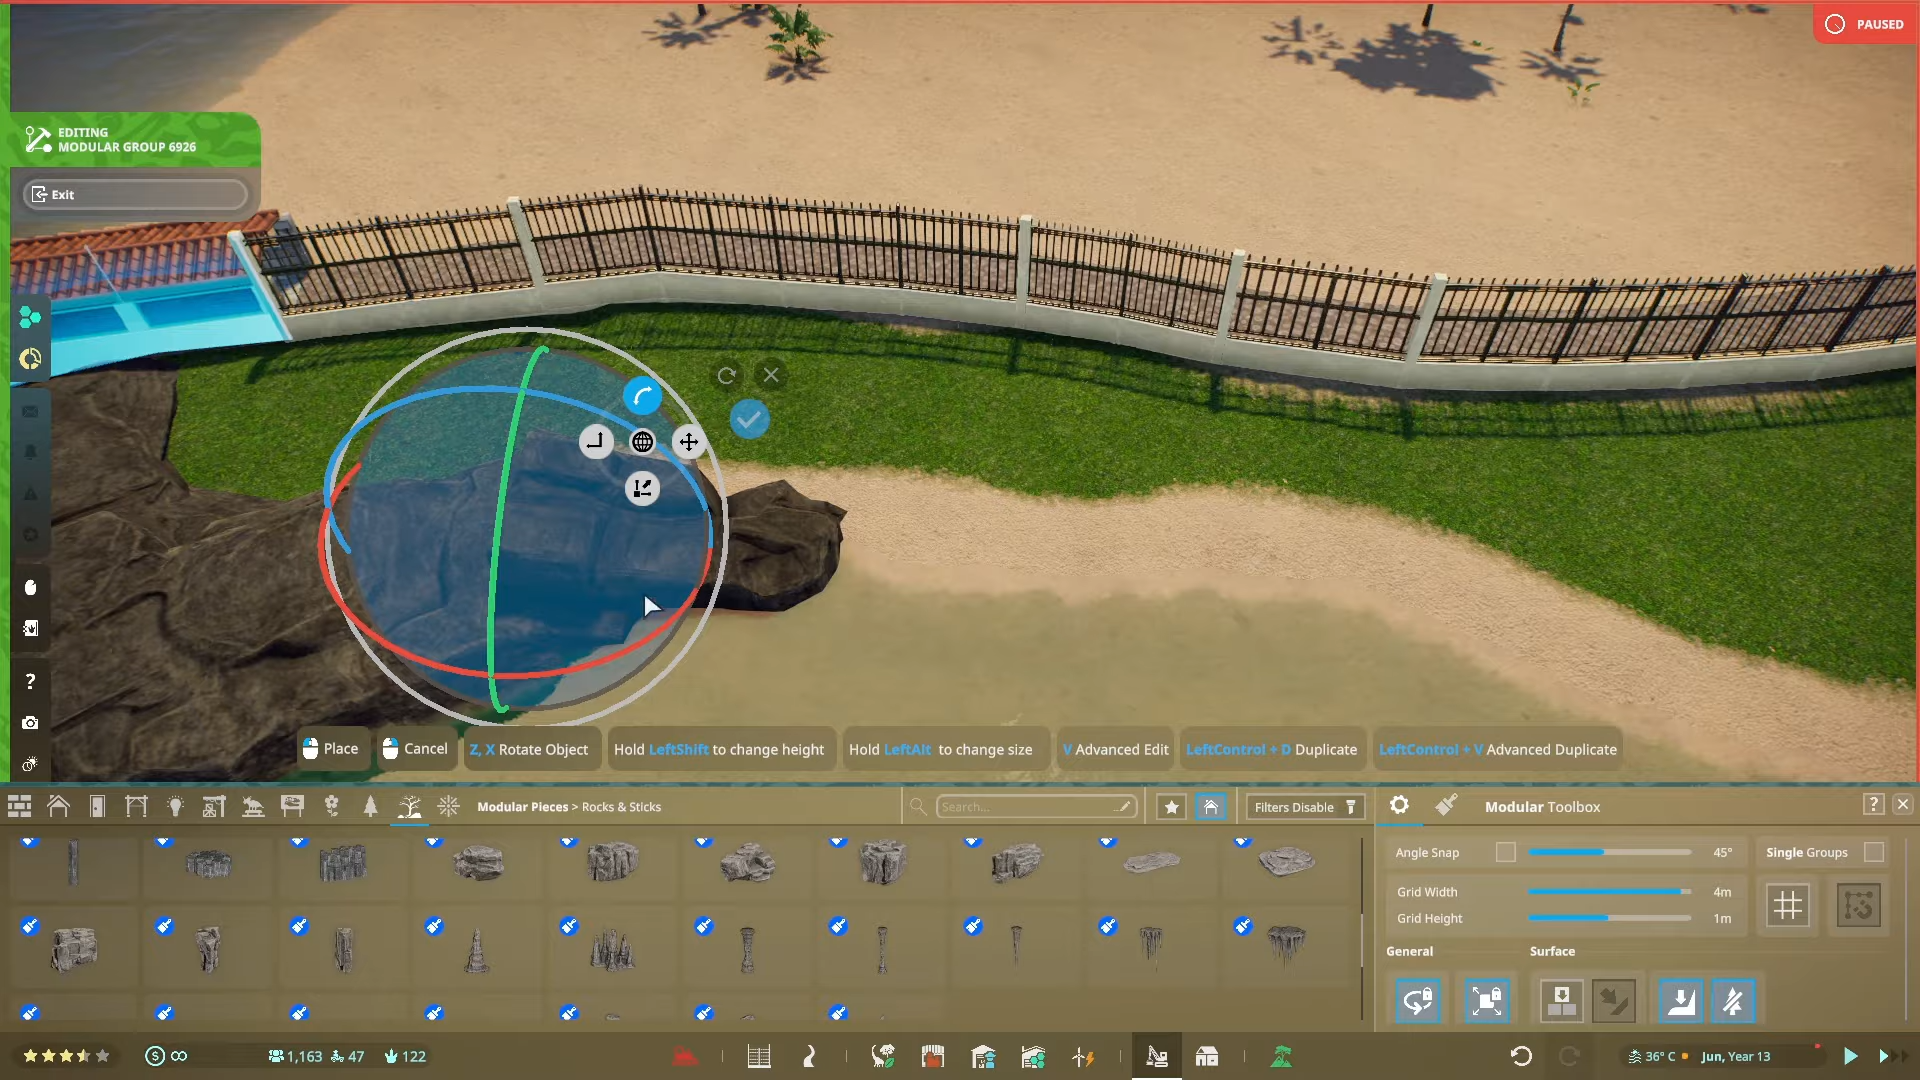 PAUSED
EDITING
MODULAR GROUP 6926
Exit
Place
Cancel
Z, X Rotate Object
Hold LeftShift to change height
Hold LeftAlt to change size
V Advanced Edit
LeftControl + D Duplicate
LeftControl + V Advanced Duplicate
Modular Pieces > Rocks & Sticks
Search...
Filters Disable
Modular Toolbox
?
Angle Snap
45°
Single Groups
Grid Width
4m
Grid Height
1m
General
Surface
1,163
47
122
36° C
Jun, Year 13